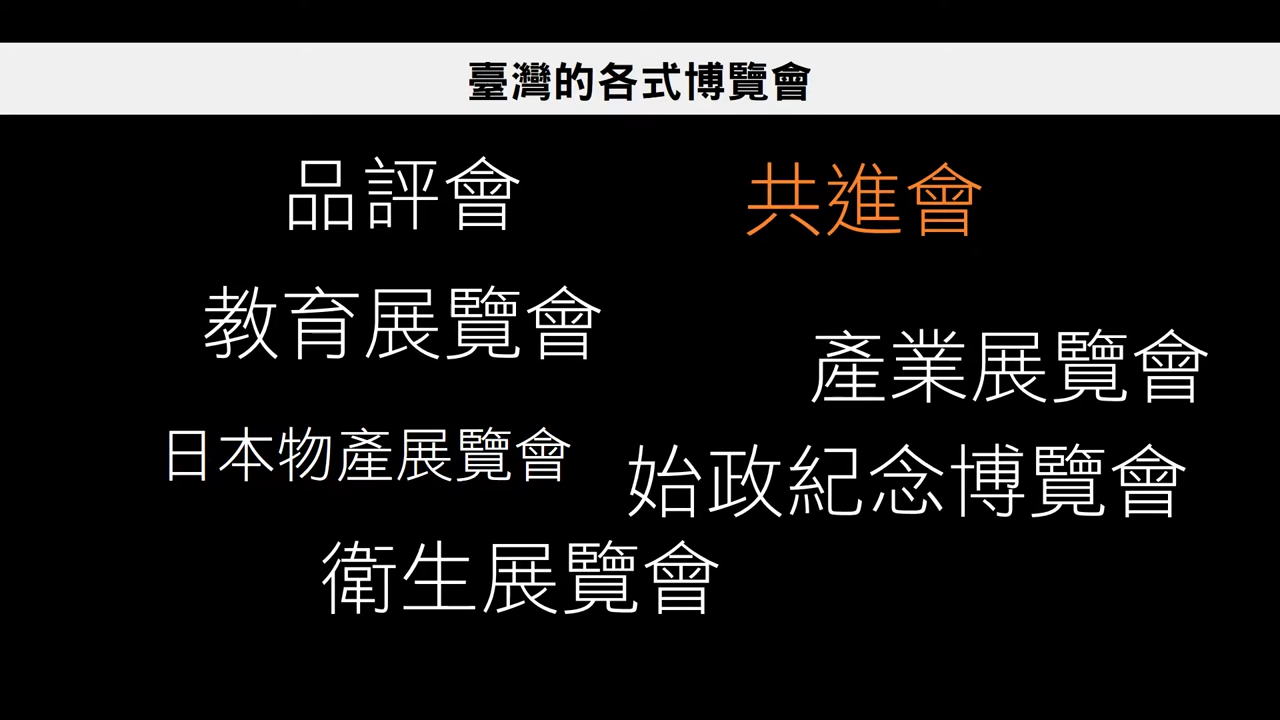 臺灣的各式博覽會
品評會
共進會
教育展覽會
產業展覽會
日本物產展覽會
始政紀念博覽會
衛生展覽會